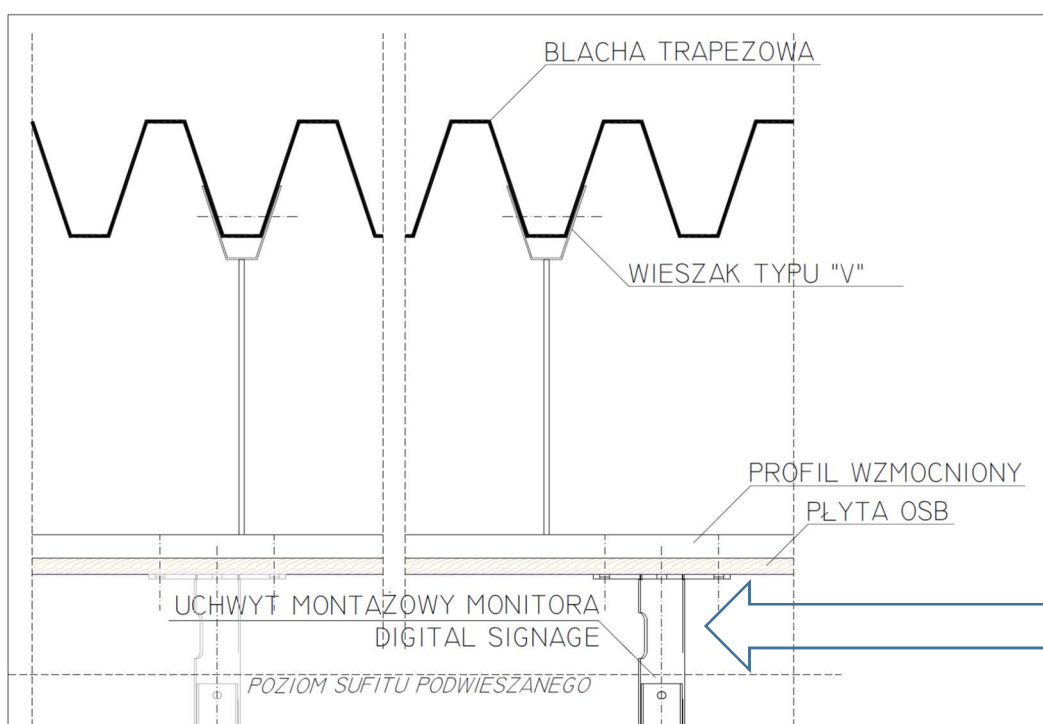 BLACHA TRAPEZOWA
WIESZAK TYPU "V"
PROFIL WZMOCNIONY
PŁYTA OSB
UCHWYT MONTAŻOWY MONITORA
DIGITAL SIGNAGE
POZIOM SUFITU PODWIESZANEGO